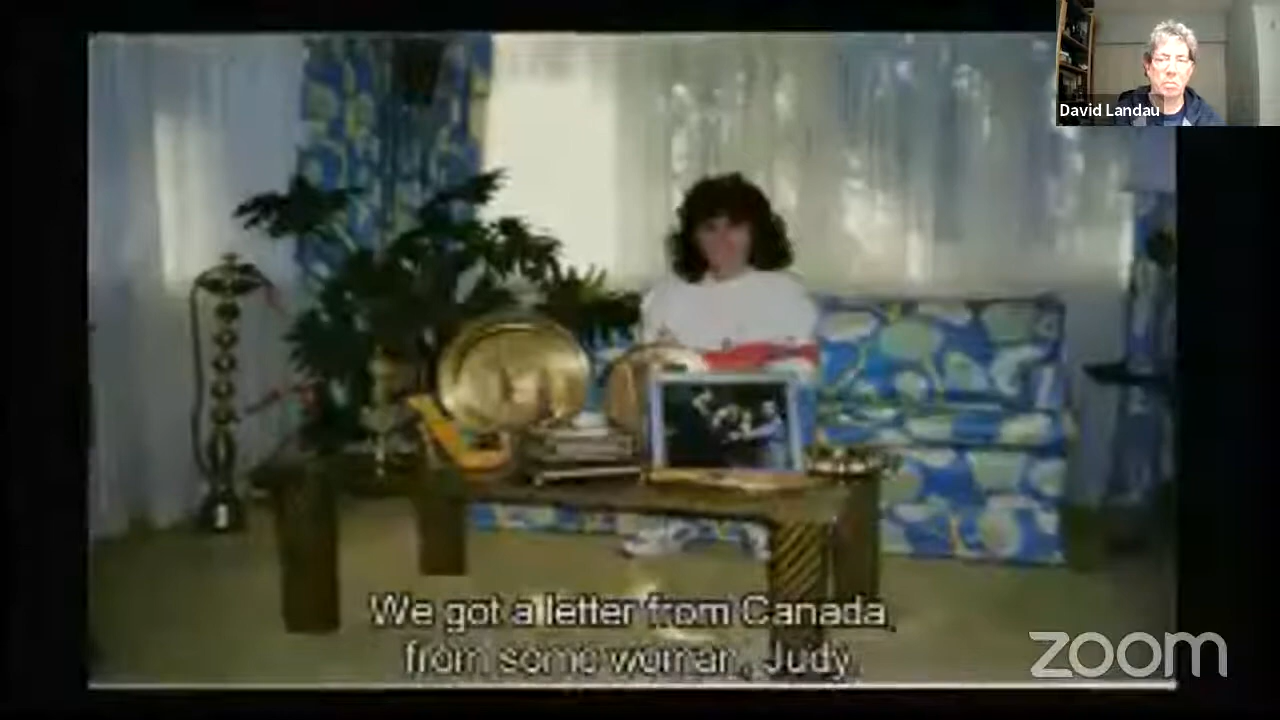 David Landau
We got a letter from Canada,
from some woman, Judy.
zoom